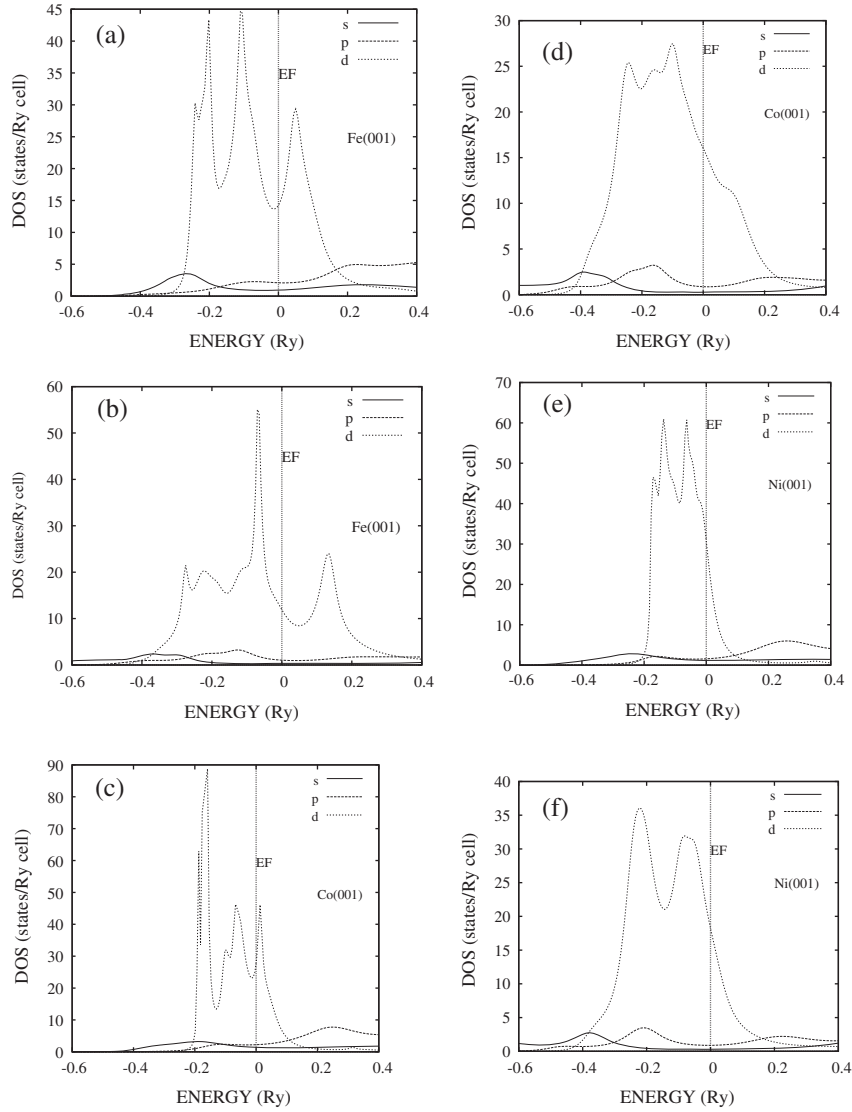 (a)
s
p
d
EF
Fe(001)
DOS (states/Ry cell)
45
40
35
30
25
20
15
10
5
0
-0.6 -0.4 -0.2 0 0.2 0.4
ENERGY (Ry)
(d)
s
p
d
EF
Co(001)
DOS (states/Ry cell)
30
25
20
15
10
5
0
-0.6 -0.4 -0.2 0 0.2 0.4
ENERGY (Ry)
(b)
s
p
d
EF
Fe(001)
DOS (states/Ry cell)
60
50
40
30
20
10
0
-0.6 -0.4 -0.2 0 0.2 0.4
ENERGY (Ry)
(e)
s
p
d
EF
Ni(001)
DOS (states/Ry cell)
70
60
50
40
30
20
10
0
-0.6 -0.4 -0.2 0 0.2 0.4
ENERGY (Ry)
(c)
s
p
d
EF
Co(001)
DOS (states/Ry cell)
90
80
70
60
50
40
30
20
10
0
-0.6 -0.4 -0.2 0 0.2 0.4
ENERGY (Ry)
(f)
s
p
d
EF
Ni(001)
DOS (states/Ry cell)
40
35
30
25
20
15
10
5
0
-0.6 -0.4 -0.2 0 0.2 0.4
ENERGY (Ry)